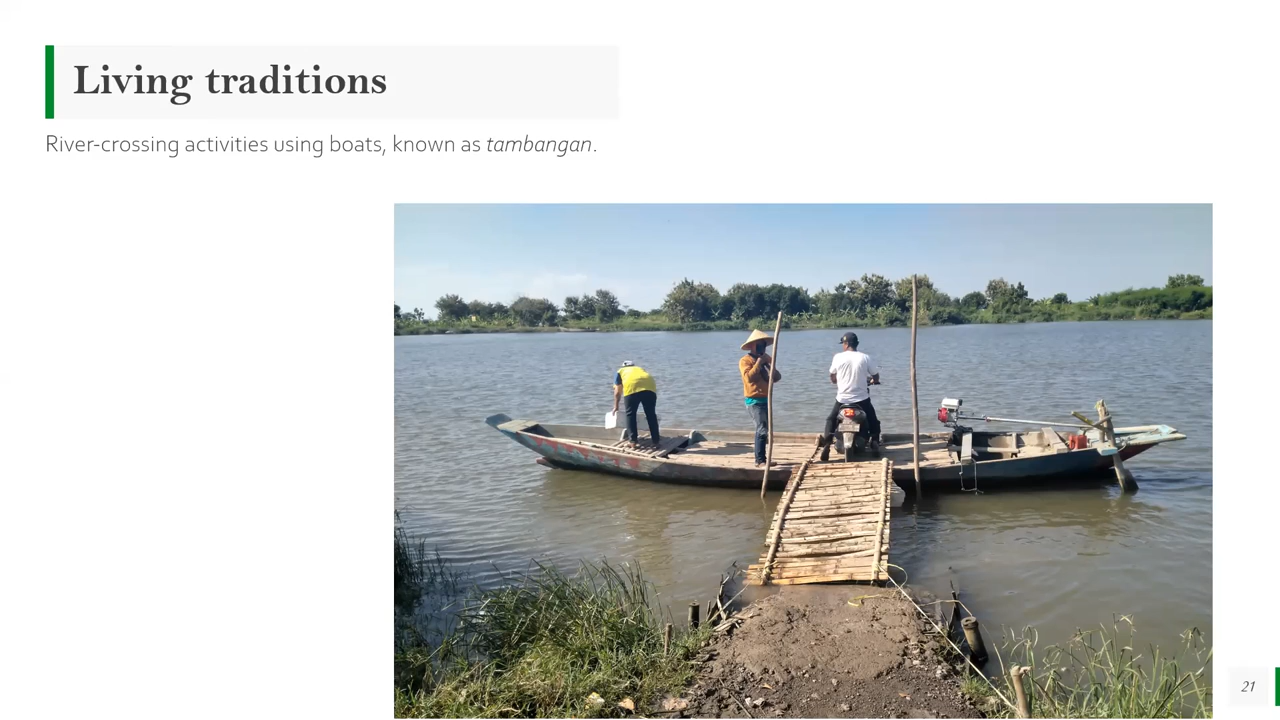 Living traditions
River-crossing activities using boats, known as tambangan.
21